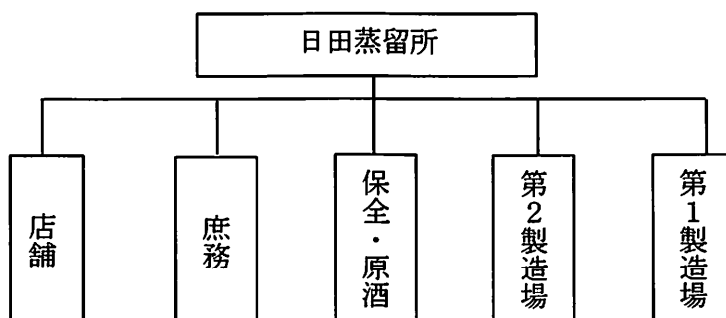 日田蒸留所
店舗
庶務
保全・原酒
第2製造場
第1製造場